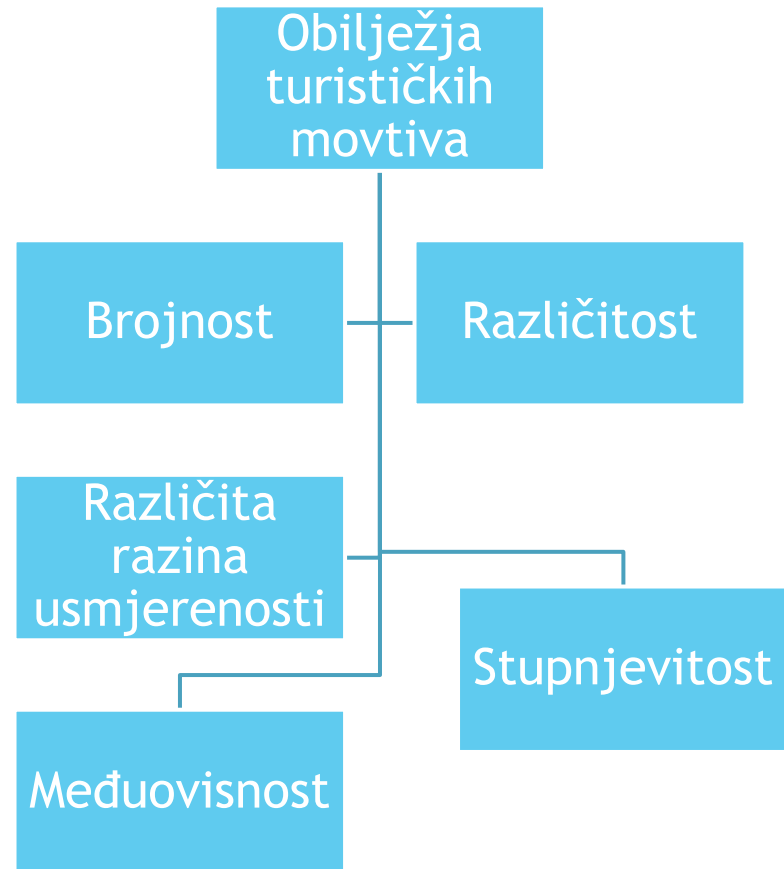 Obilježja
turističkih
movtiva
Brojnost
Različitost
Različita
razina
usmjerenosti
Stupnjevitost
Međuovisnost